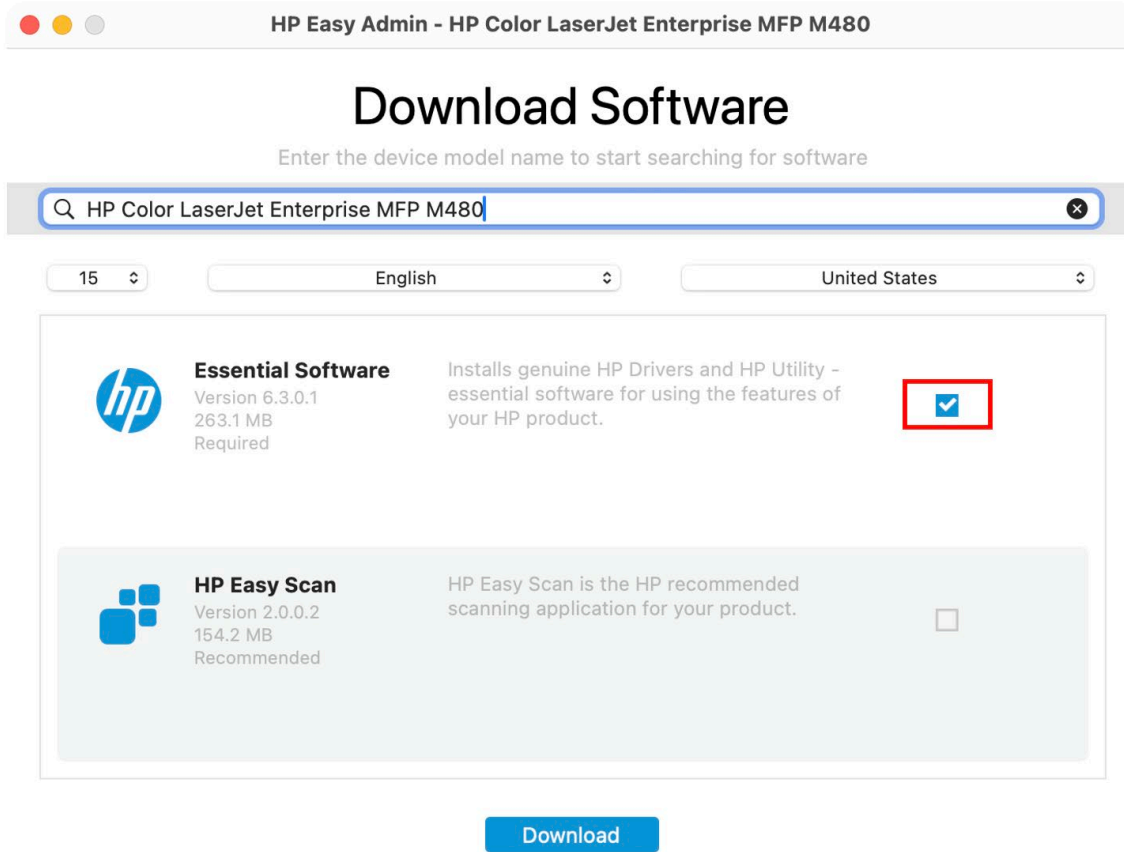 HP Easy Admin - HP Color LaserJet Enterprise MFP M480
Download Software
Enter the device model name to start searching for software
HP Color LaserJet Enterprise MFP M480
15 English United States
hp
Essential Software
Version 6.3.0.1
263.1 MB
Required
Installs genuine HP Drivers and HP Utility -
essential software for using the features of
your HP product.
HP Easy Scan
Version 2.0.0.2
154.2 MB
Recommended
HP Easy Scan is the HP recommended
scanning application for your product.
Download